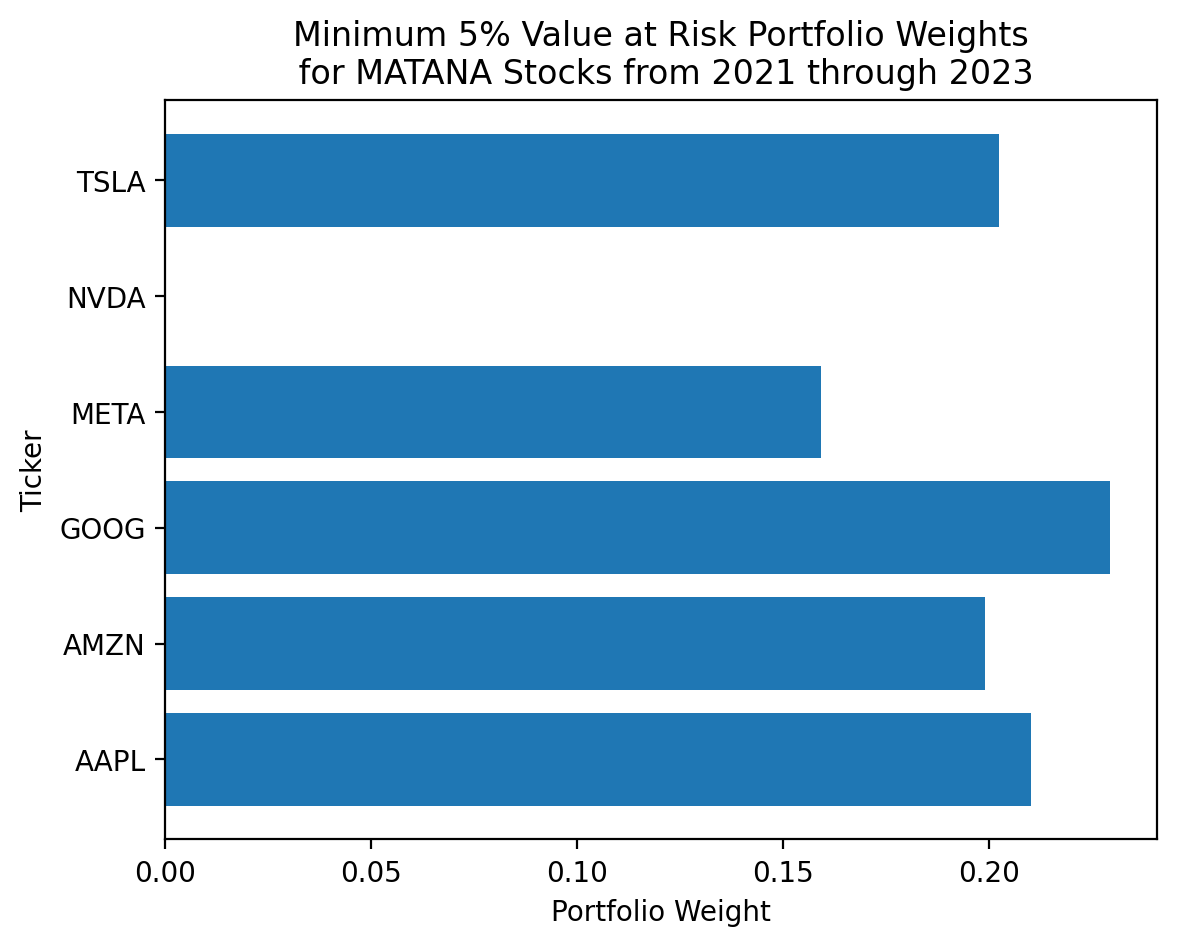 Minimum 5% Value at Risk Portfolio Weights
for MATANA Stocks from 2021 through 2023
TSLA
NVDA
META
GOOG
AMZN
AAPL
Ticker
0.00 0.05 0.10 0.15 0.20
Portfolio Weight